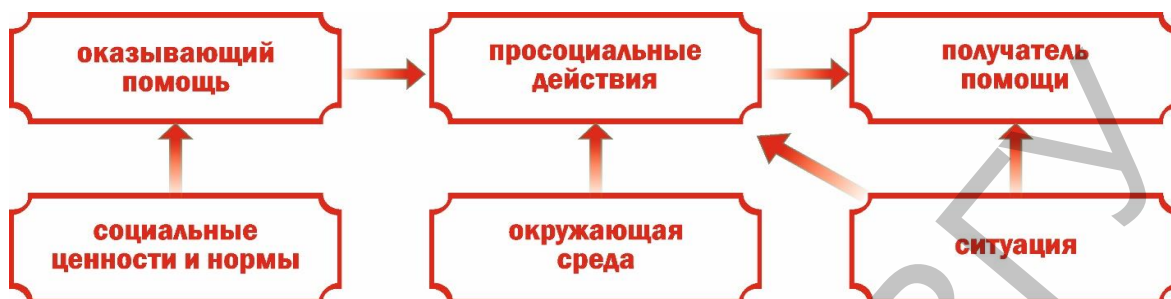 оказывающий
помощь
просоциальные
действия
получатель
помощи
социальные
ценности и нормы
окружающая
среда
ситуация